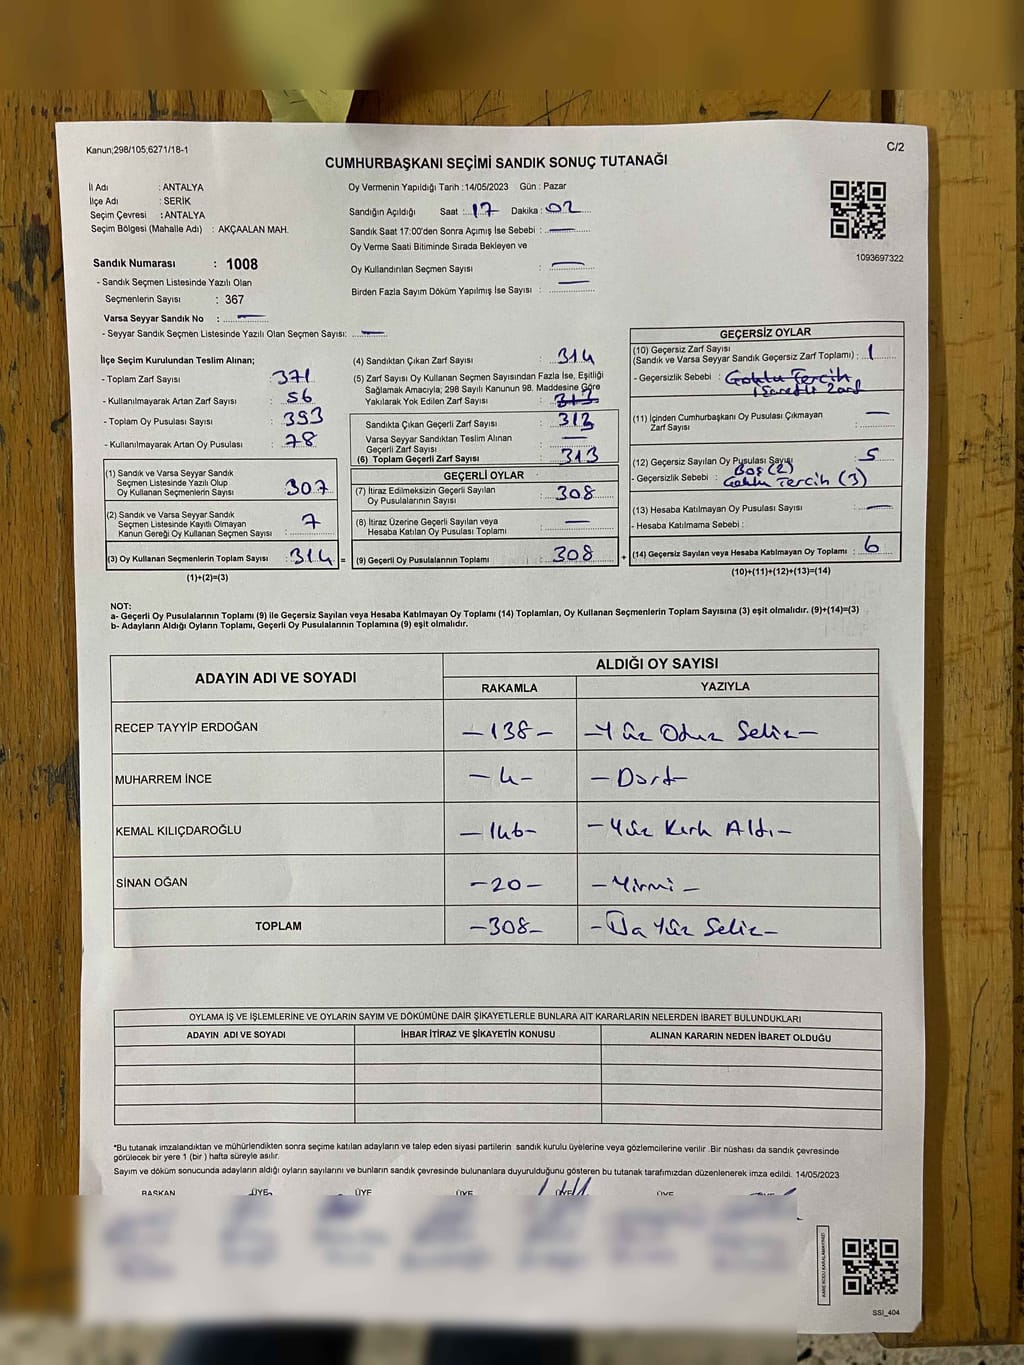 Kanun;298/105;6271/18-1
C/2
CUMHURBAŞKANI SEÇİMİ SANDIK SONUÇ TUTANAĞI
İl Adı : ANTALYA
İlçe Adı : SERİK
Seçim Çevresi : ANTALYA
Seçim Bölgesi (Mahalle Adı) : AKÇAALAN MAH.
Oy Vermenin Yapıldığı Tarih :14/05/2023 Gün : Pazar
Sandığın Açıldığı Saat : 17 Dakika : 02
Sandık Saat 17:00'den Sonra Açımış İse Sebebi : —
Oy Verme Saati Bitiminde Sırada Bekleyen ve
Oy Kullandırılan Seçmen Sayısı : —
Birden Fazla Sayım Döküm Yapılmış İse Sayısı : —
1093697322
Sandık Numarası : 1008
- Sandık Seçmen Listesinde Yazılı Olan
Seçmenlerin Sayısı : 367
Varsa Seyyar Sandık No : —
- Seyyar Sandık Seçmen Listesinde Yazılı Olan Seçmen Sayısı: —
İlçe Seçim Kurulundan Teslim Alınan;
- Toplam Zarf Sayısı : 371
- Kullanılmayarak Artan Zarf Sayısı : 56
- Toplam Oy Pusulası Sayısı : 393
- Kullanılmayarak Artan Oy Pusulası : 78
(1) Sandık ve Varsa Seyyar Sandık
Seçmen Listesinde Yazılı Olup
Oy Kullanan Seçmenlerin Sayısı : 307
(2) Sandık ve Varsa Seyyar Sandık
Seçmen Listesinde Kayıtlı Olmayan
Kanun Gereği Oy Kullanan Seçmen Sayısı : 7
(3) Oy Kullanan Seçmenlerin Toplam Sayısı : 314 =
(1)+(2)=(3)
(4) Sandıktan Çıkan Zarf Sayısı : 314
(5) Zarf Sayısı Oy Kullanan Seçmen Sayısından Fazla İse, Eşitliği
Sağlamak Amacıyla; 298 Sayılı Kanunun 98. Maddesine Göre
Yakılarak Yok Edilen Zarf Sayısı : 313
Sandıkta Çıkan Geçerli Zarf Sayısı : 313
Varsa Seyyar Sandıktan Teslim Alınan
Geçerli Zarf Sayısı : —
(6) Toplam Geçerli Zarf Sayısı : 313
GEÇERLİ OYLAR
(7) İtiraz Edilmeksizin Geçerli Sayılan
Oy Pusulalarının Sayısı : 308
(8) İtiraz Üzerine Geçerli Sayılan veya
Hesaba Katılan Oy Pusulası Toplamı : —
(9) Geçerli Oy Pusulalarının Toplamı : 308 +
GEÇERSİZ OYLAR
(10) Geçersiz Zarf Sayısı
(Sandık ve Varsa Seyyar Sandık Geçersiz Zarf Toplamı) : 1
- Geçersizlik Sebebi : Çoklu Tercih
İşaretli Zarf
(11) İçinden Cumhurbaşkanı Oy Pusulası Çıkmayan
Zarf Sayısı : —
(12) Geçersiz Sayılan Oy Pusulası Sayısı : 5
Boş (2)
- Geçersizlik Sebebi : Çoklu Tercih (3)
(13) Hesaba Katılmayan Oy Pusulası Sayısı : —
- Hesaba Katılmama Sebebi :
(14) Geçersiz Sayılan veya Hesaba Katılmayan Oy Toplamı : 6
(10)+(11)+(12)+(13)=(14)
NOT:
a- Geçerli Oy Pusulalarının Toplamı (9) ile Geçersiz Sayılan veya Hesaba Katılmayan Oy Toplamı (14) Toplamları, Oy Kullanan Seçmenlerin Toplam Sayısına (3) eşit olmalıdır. (9)+(14)=(3)
b- Adayların Aldığı Oyların Toplamı, Geçerli Oy Pusulalarının Toplamına (9) eşit olmalıdır.
ADAYIN ADI VE SOYADI ALDIĞI OY SAYISI
RAKAMLA YAZIYLA
RECEP TAYYİP ERDOĞAN —138— —Yüz Otuz Sekiz—
MUHARREM İNCE —4— —Dört—
KEMAL KILIÇDAROĞLU —146— —Yüz Kırk Altı—
SİNAN OĞAN —20— —Yirmi—
TOPLAM —308— —Üç Yüz Sekiz—
OYLAMA İŞ VE İŞLEMLERİNE VE OYLARIN SAYIM VE DÖKÜMÜNE DAİR ŞİKAYETLERLE BUNLARA AİT KARARLARIN NELERDEN İBARET BULUNDUKLARI
ADAYIN ADI VE SOYADI İHBAR İTİRAZ VE ŞİKAYETİN KONUSU ALINAN KARARIN NEDEN İBARET OLDUĞU
*Bu tutanak imzalandıktan ve mühürlendikten sonra seçime katılan adayların ve talep eden siyasi partilerin sandık kurulu üyelerine veya gözlemcilerine verilir .Bir nüshası da sandık çevresinde
görülecek bir yere 1 (bir ) hafta süreyle asılır.
Sayım ve döküm sonucunda adayların aldığı oyların sayılarını ve bunların sandık çevresinde bulunanlara duyurulduğunu gösteren bu tutanak tarafımızdan düzenlenerek imza edildi. 14/05/2023
BAŞKAN ÜYE ÜYE ÜYE ÜYE ÜYE
SSİ_404